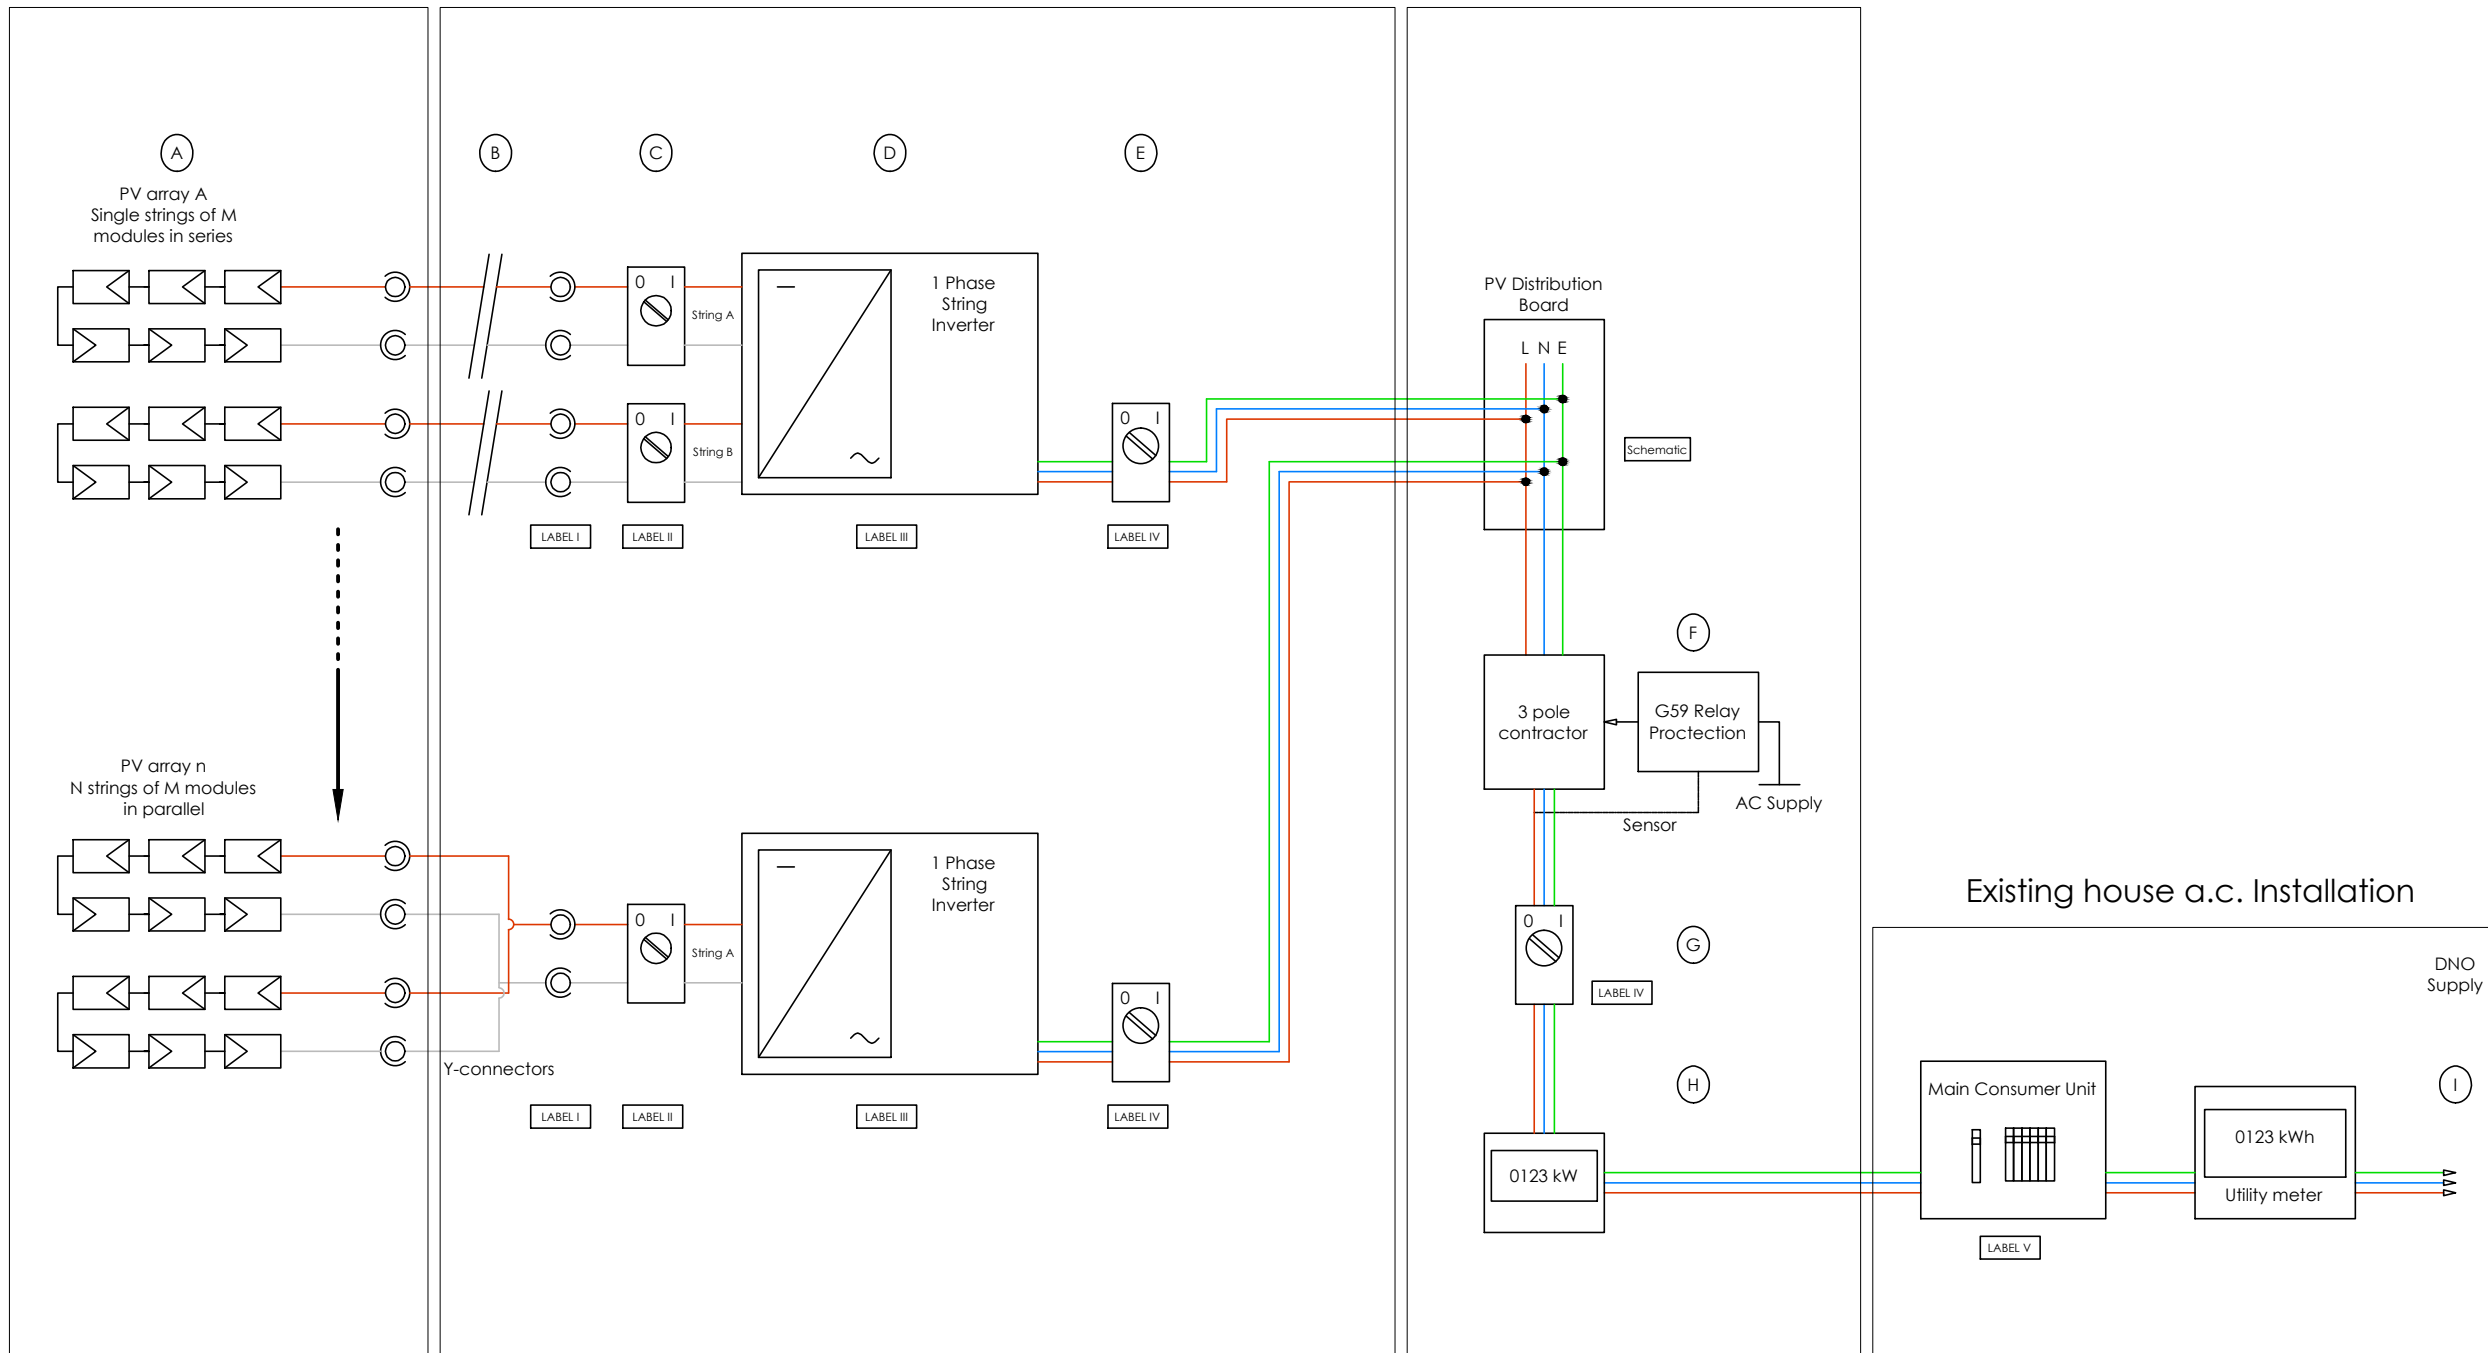 A
B
C
D
E
PV array A
Single strings of M
modules in series
0 I
String A
1 Phase
String
Inverter
0 I
String B
0 I
LABEL I
LABEL II
LABEL III
LABEL IV
PV Distribution
Board
L N E
Schematic
F
3 pole
contractor
G59 Relay
Proctection
AC Supply
Sensor
PV array n
N strings of M modules
in parallel
0 I
String A
1 Phase
String
Inverter
0 I
Y-connectors
LABEL I
LABEL II
LABEL III
LABEL IV
0 I
G
LABEL IV
H
0123 kW
Existing house a.c. Installation
DNO
Supply
Main Consumer Unit
I
0123 kWh
Utility meter
LABEL V